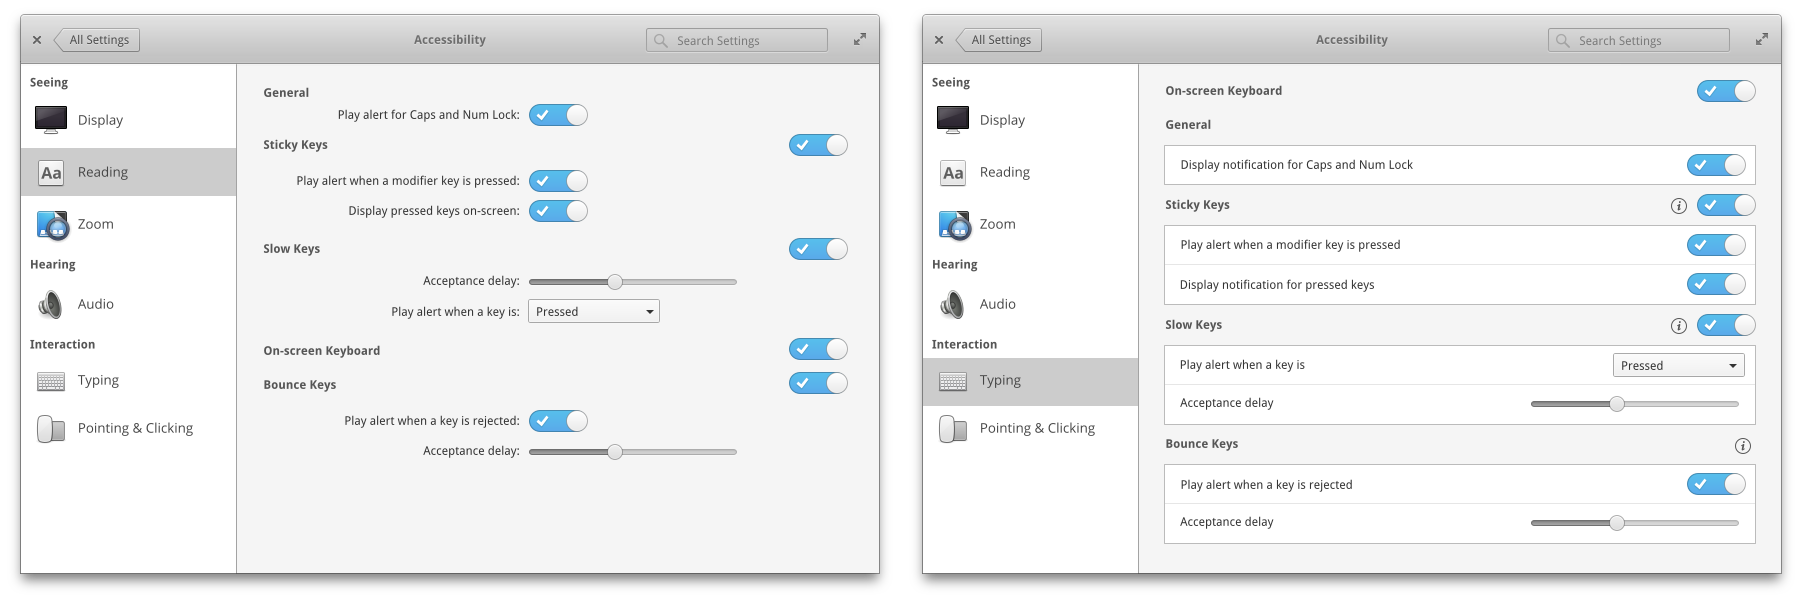 All Settings
Accessibility
Search Settings
Seeing
Display
Aa
Reading
Zoom
Hearing
Audio
Interaction
Typing
Pointing & Clicking
General
Play alert for Caps and Num Lock:
Sticky Keys
Play alert when a modifier key is pressed:
Display pressed keys on-screen:
Slow Keys
Acceptance delay:
Play alert when a key is: Pressed
On-screen Keyboard
Bounce Keys
Play alert when a key is rejected:
Acceptance delay:
All Settings
Accessibility
Search Settings
Seeing
Display
Aa
Reading
Zoom
Hearing
Audio
Interaction
Typing
Pointing & Clicking
On-screen Keyboard
General
Display notification for Caps and Num Lock
Sticky Keys
Play alert when a modifier key is pressed
Display notification for pressed keys
Slow Keys
Play alert when a key is Pressed
Acceptance delay
Bounce Keys
Play alert when a key is rejected
Acceptance delay